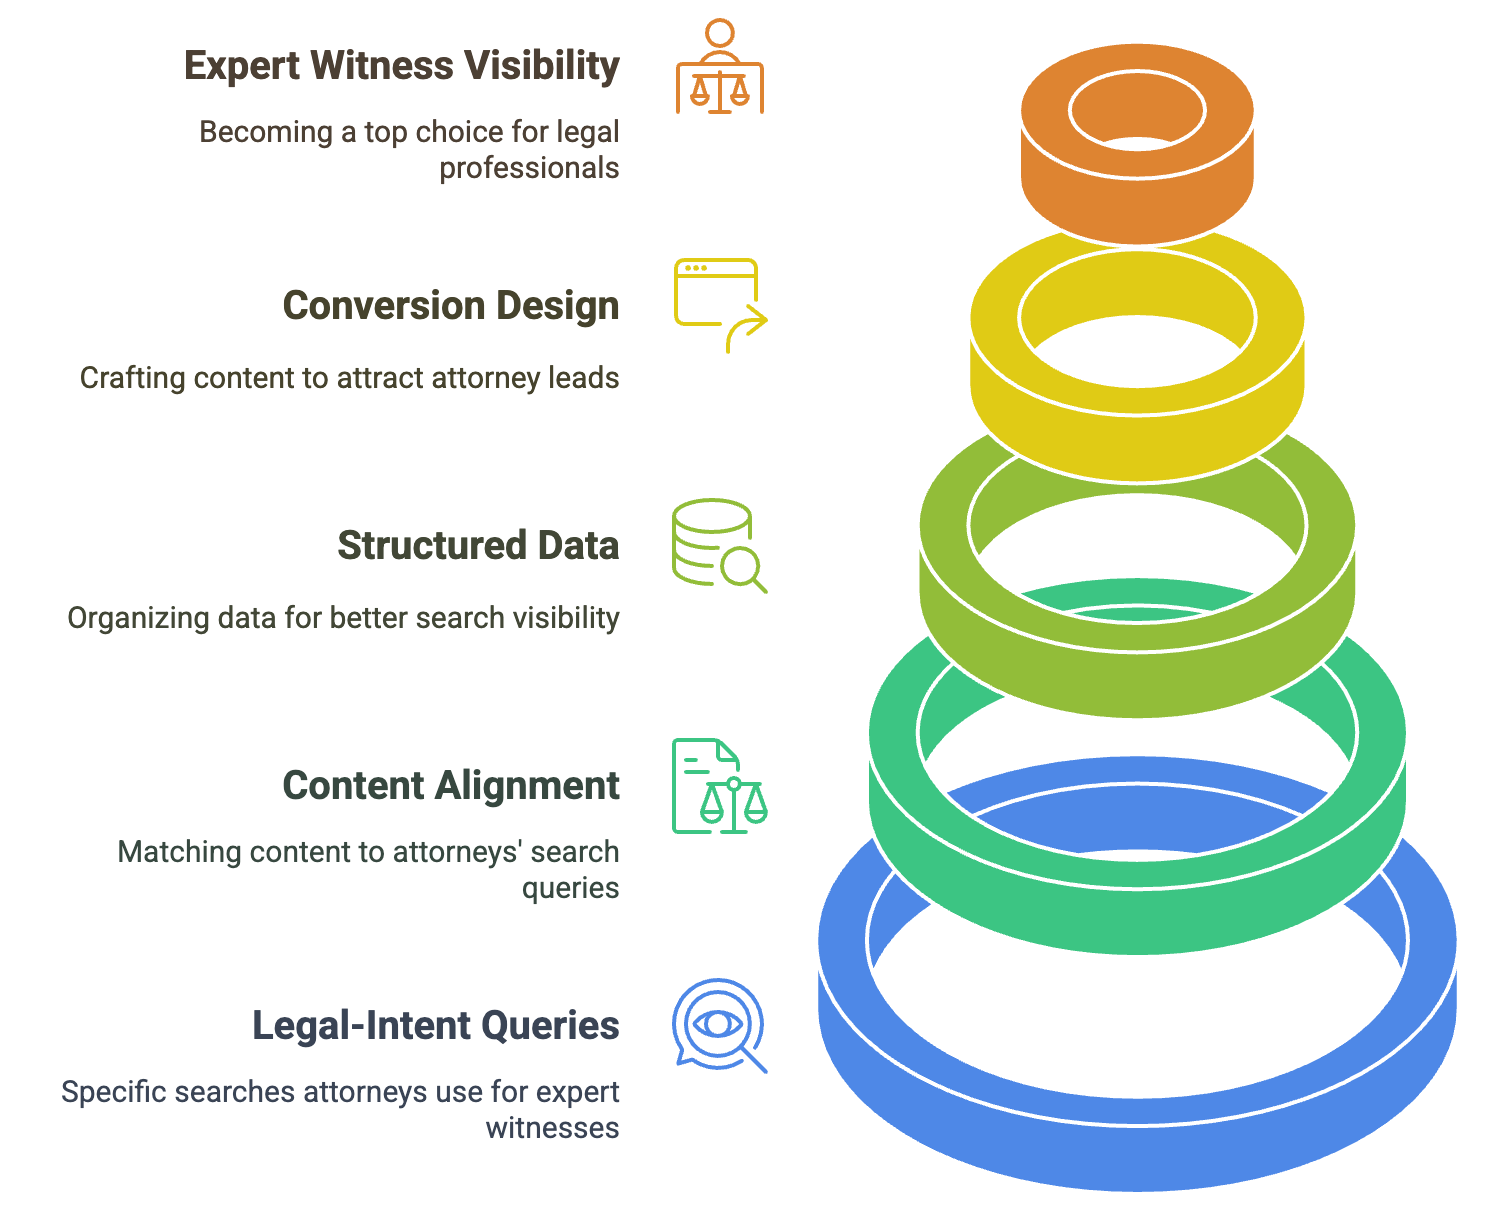 Expert Witness Visibility
Becoming a top choice for legal
professionals
Conversion Design
Crafting content to attract attorney leads
Structured Data
Organizing data for better search visibility
Content Alignment
Matching content to attorneys' search
queries
Legal-Intent Queries
Specific searches attorneys use for expert
witnesses